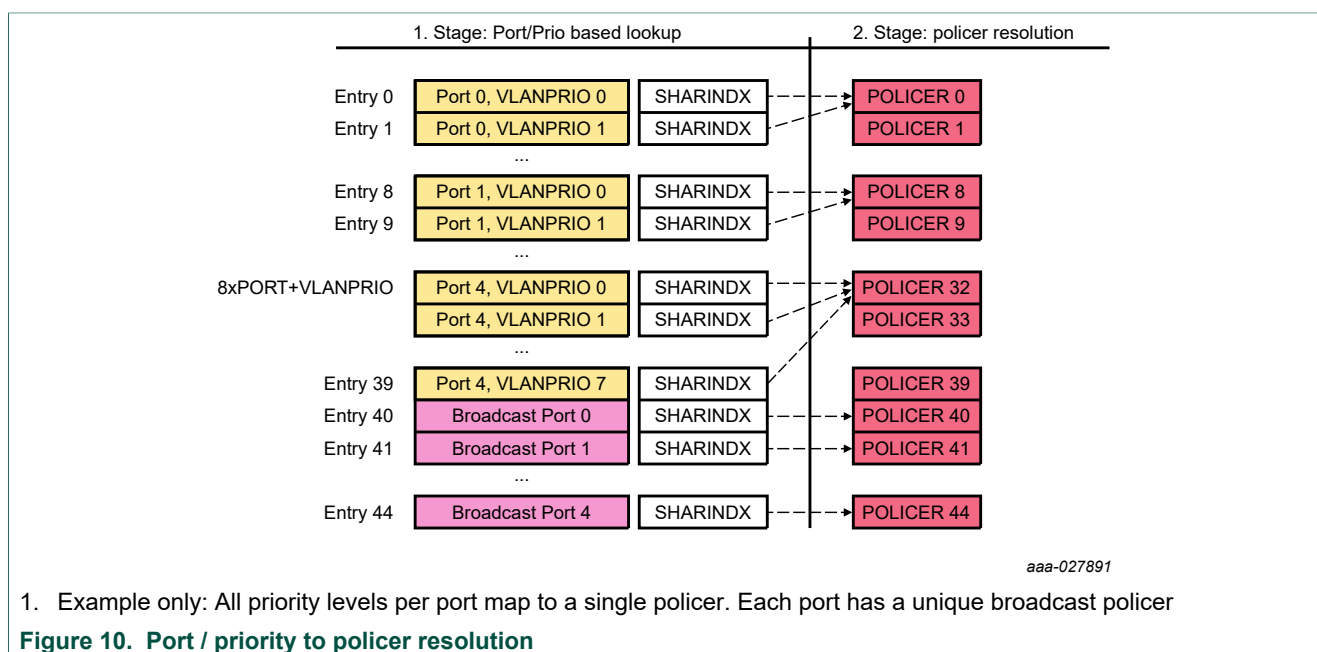 1. Stage: Port/Prio based lookup 2. Stage: policer resolution
Entry 0 Port 0, VLANPRIO 0 SHARINDX POLICER 0
Entry 1 Port 0, VLANPRIO 1 SHARINDX POLICER 1
...
Entry 8 Port 1, VLANPRIO 0 SHARINDX POLICER 8
Entry 9 Port 1, VLANPRIO 1 SHARINDX POLICER 9
...
8xPORT+VLANPRIO Port 4, VLANPRIO 0 SHARINDX POLICER 32
Port 4, VLANPRIO 1 SHARINDX POLICER 33
...
Entry 39 Port 4, VLANPRIO 7 SHARINDX POLICER 39
Entry 40 Broadcast Port 0 SHARINDX POLICER 40
Entry 41 Broadcast Port 1 SHARINDX POLICER 41
...
Entry 44 Broadcast Port 4 SHARINDX POLICER 44
aaa-027891
1. Example only: All priority levels per port map to a single policer. Each port has a unique broadcast policer
Figure 10. Port / priority to policer resolution